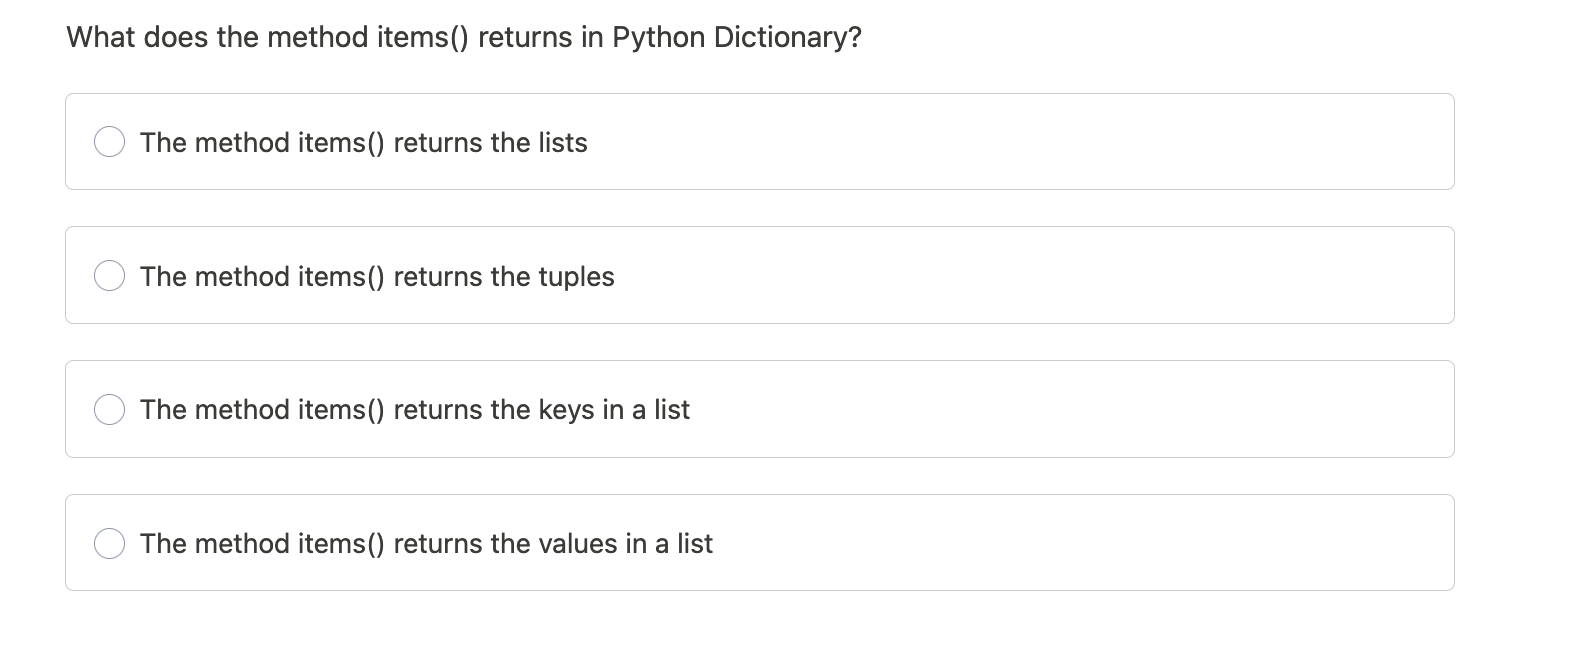 What does the method items() returns in Python Dictionary?
The method items() returns the lists
The method items() returns the tuples
The method items() returns the keys in a list
The method items() returns the values in a list